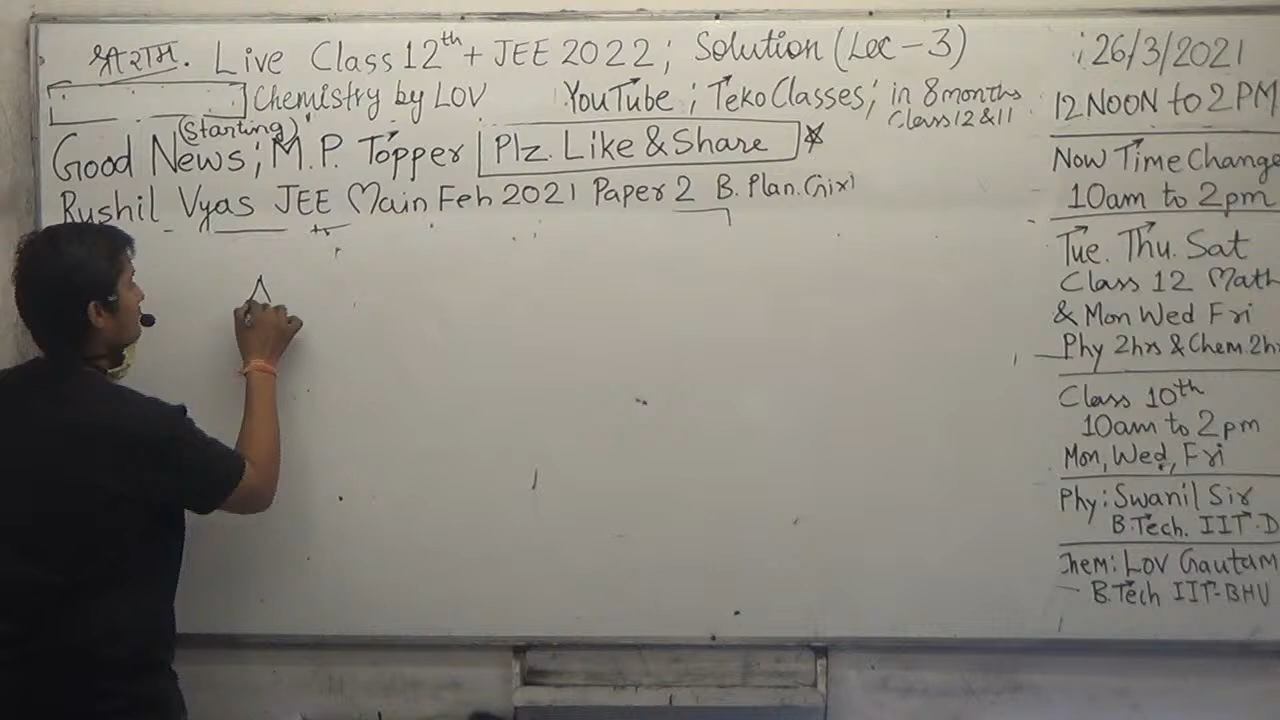 श्रीराम. Live Class 12th + JEE 2022; Solution (Lec - 3)
Chemistry by LOV YouTube; TekoClasses; in 8 months
Class 12 & 11
(Starting)
Good News; M.P. Topper Plz. Like & Share
Rushil Vyas JEE Main Feb 2021 Paper 2 B. Plan.
A
26/3/2021
12 NOON to 2 PM
Now Time Change
10am to 2pm
Tue. Thu. Sat
Class 12 Math
& Mon Wed Fri
Phy 2hrs & Chem. 2h
Class 10th
10am to 2pm
Mon, Wed, Fri
Phy: Swanil Sir
B.Tech. IIT-D
Chem: LOV Gautam
B.Tech IIT-BHU